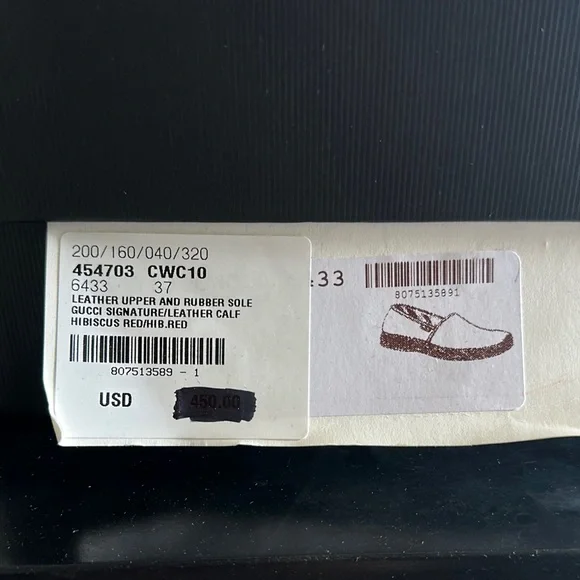 200/160/040/320
454703 CWC10
6433 37
LEATHER UPPER AND RUBBER SOLE
GUCCI SIGNATURE/LEATHER CALF
HIBISCUS RED/HIB.RED
807513589 - 1
USD 450.00
33
8075135891